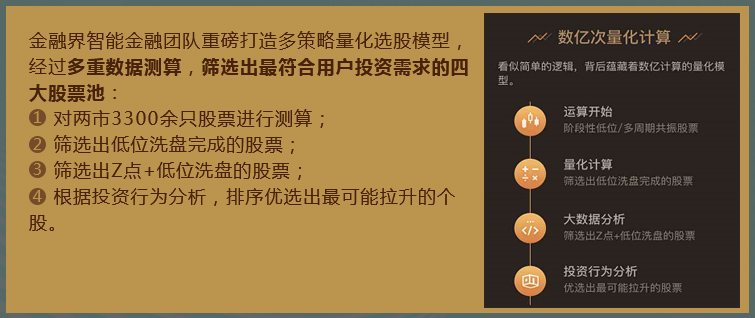 金融界智能金融团队重磅打造多策略量化选股模型，
经过多重数据测算，筛选出最符合用户投资需求的四
大股票池：
❶ 对两市3300余只股票进行测算；
❷ 筛选出低位洗盘完成的股票；
❸ 筛选出Z点+低位洗盘的股票；
❹ 根据投资行为分析，排序优选出最可能拉升的个
股。
数亿次量化计算
看似简单的逻辑，背后蕴藏着数亿计算的量化模
型。
运算开始
阶段性低位/多周期共振股票
量化计算
筛选出低位洗盘完成的股票
大数据分析
筛选出Z点+低位洗盘的股票
投资行为分析
优选出最可能拉升的股票